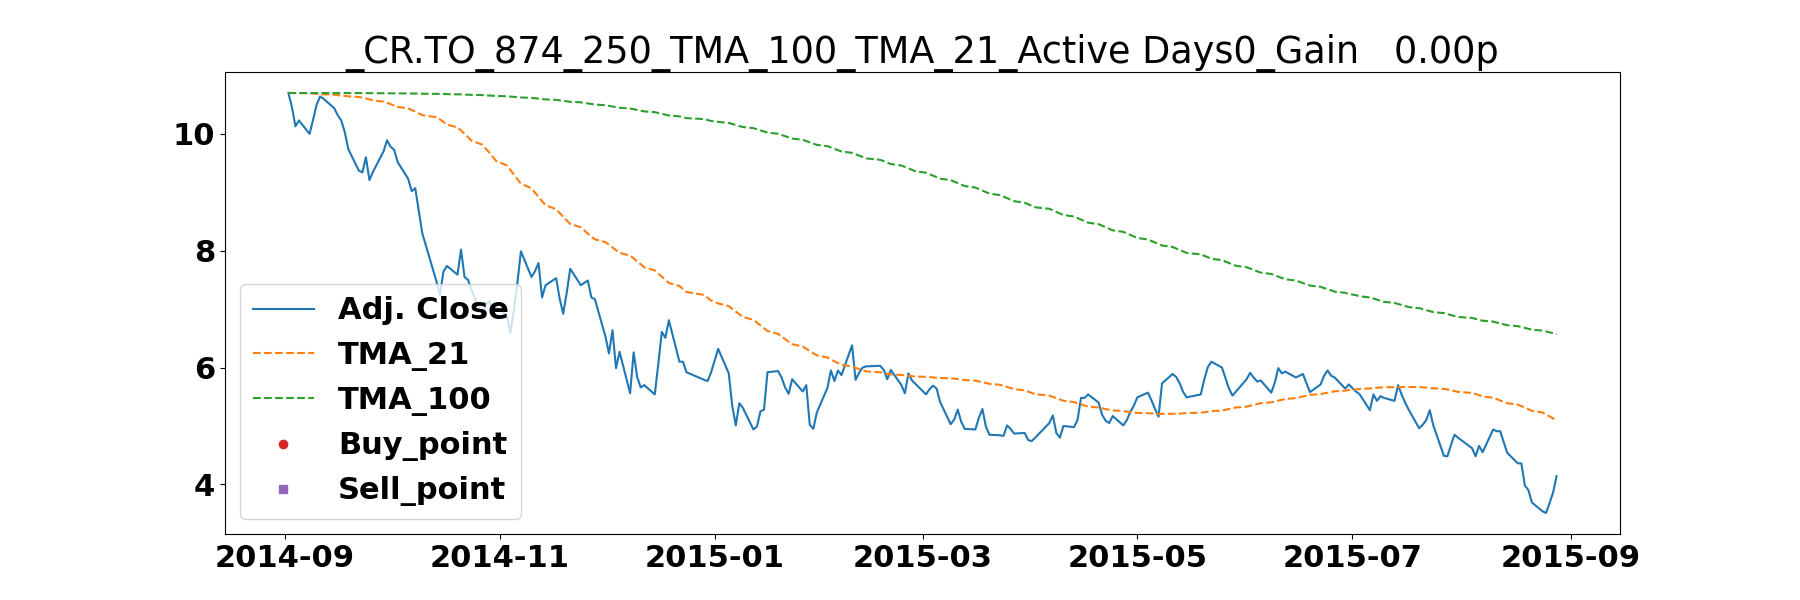 _CR.TO_874_250_TMA_100_TMA_21_Active Days0_Gain   0.00p
10
8
6
4
Adj. Close
TMA_21
TMA_100
Buy_point
Sell_point
2014-09 2014-11 2015-01 2015-03 2015-05 2015-07 2015-09